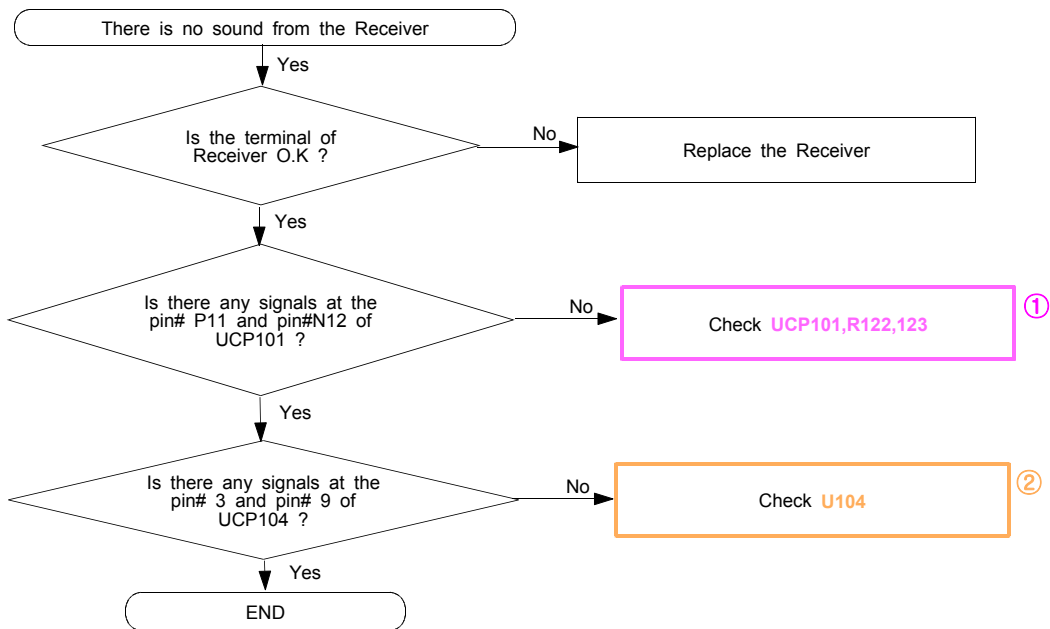 There is no sound from the Receiver
Yes
Is the terminal of
Receiver O.K ?
No
Replace the Receiver
Yes
Is there any signals at the
pin# P11 and pin#N12 of
UCP101 ?
No
Check UCP101,R122,123
①
Yes
Is there any signals at the
pin# 3 and pin# 9 of
UCP104 ?
No
Check U104
②
Yes
END